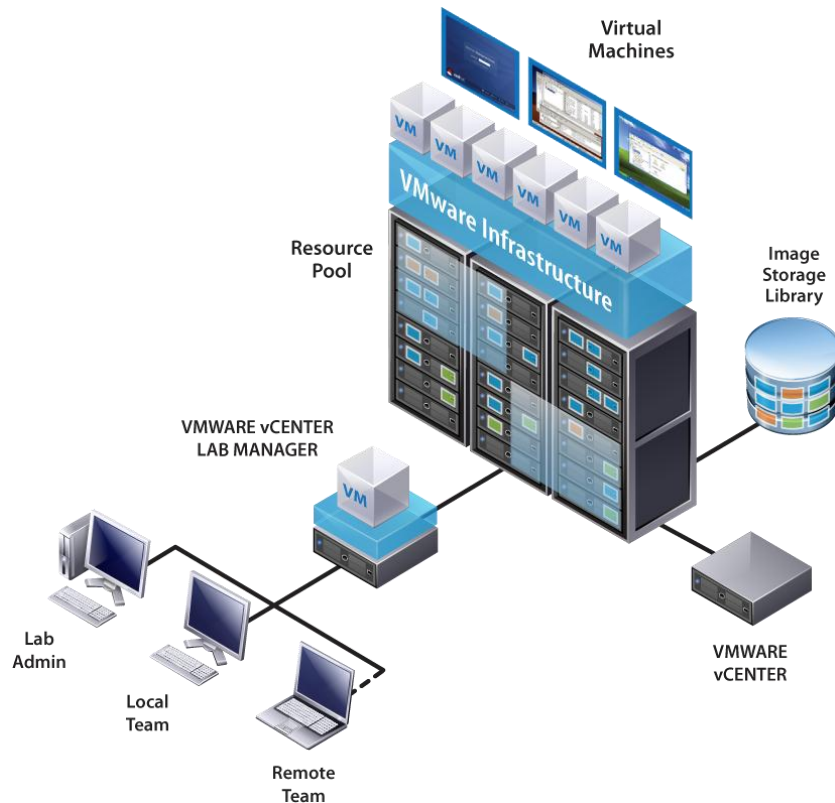 Virtual
Machines
VM
VM
VM
VM
VM
VM
VMware Infrastructure
Resource
Pool
Image
Storage
Library
VMWARE vCENTER
LAB MANAGER
VM
Lab
Admin
Local
Team
Remote
Team
VMWARE
vCENTER